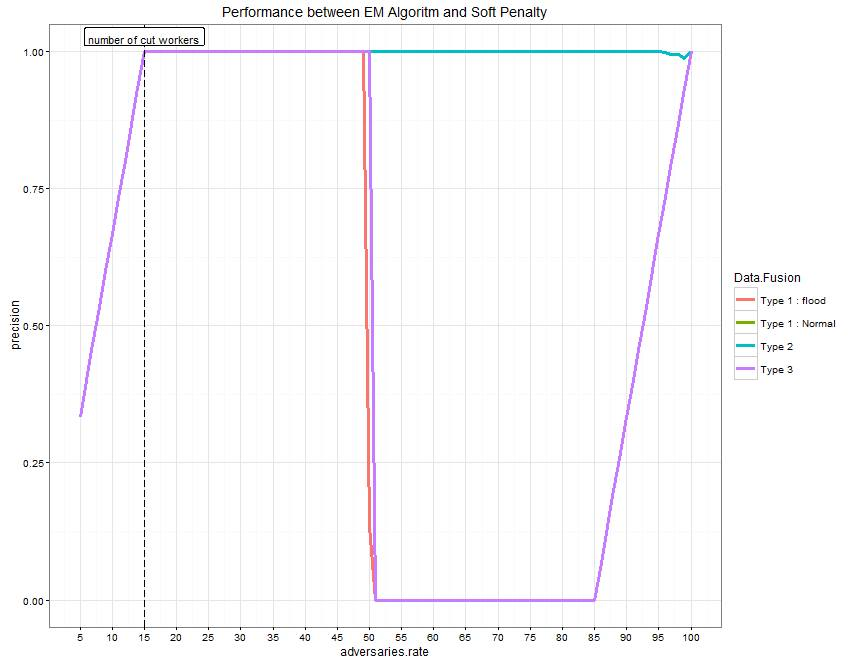 Performance between EM Algoritm and Soft Penalty
number of cut workers
1.00
0.75
0.50
0.25
0.00
precision
5 10 15 20 25 30 35 40 45 50 55 60 65 70 75 80 85 90 95 100
adversaries.rate
Data.Fusion
Type 1 : flood
Type 1 : Normal
Type 2
Type 3